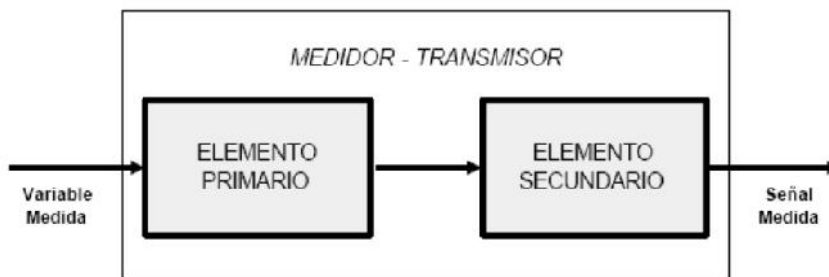 MEDIDOR - TRANSMISOR
ELEMENTO
PRIMARIO
ELEMENTO
SECUNDARIO
Variable
Medida
Señal
Medida